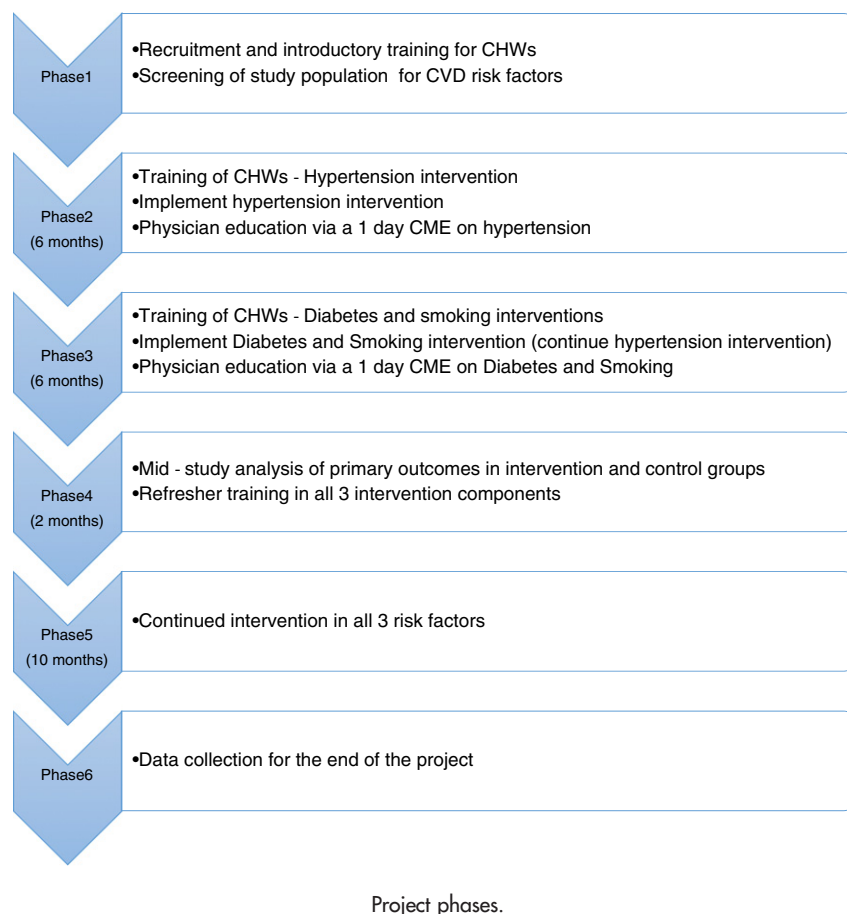 Phase1
•Recruitment and introductory training for CHWs
•Screening of study population for CVD risk factors
Phase2
(6 months)
•Training of CHWs - Hypertension intervention
•Implement hypertension intervention
•Physician education via a 1 day CME on hypertension
Phase3
(6 months)
•Training of CHWs - Diabetes and smoking interventions
•Implement Diabetes and Smoking intervention (continue hypertension intervention)
•Physician education via a 1 day CME on Diabetes and Smoking
Phase4
(2 months)
•Mid - study analysis of primary outcomes in intervention and control groups
•Refresher training in all 3 intervention components
Phase5
(10 months)
•Continued intervention in all 3 risk factors
Phase6
•Data collection for the end of the project
Project phases.